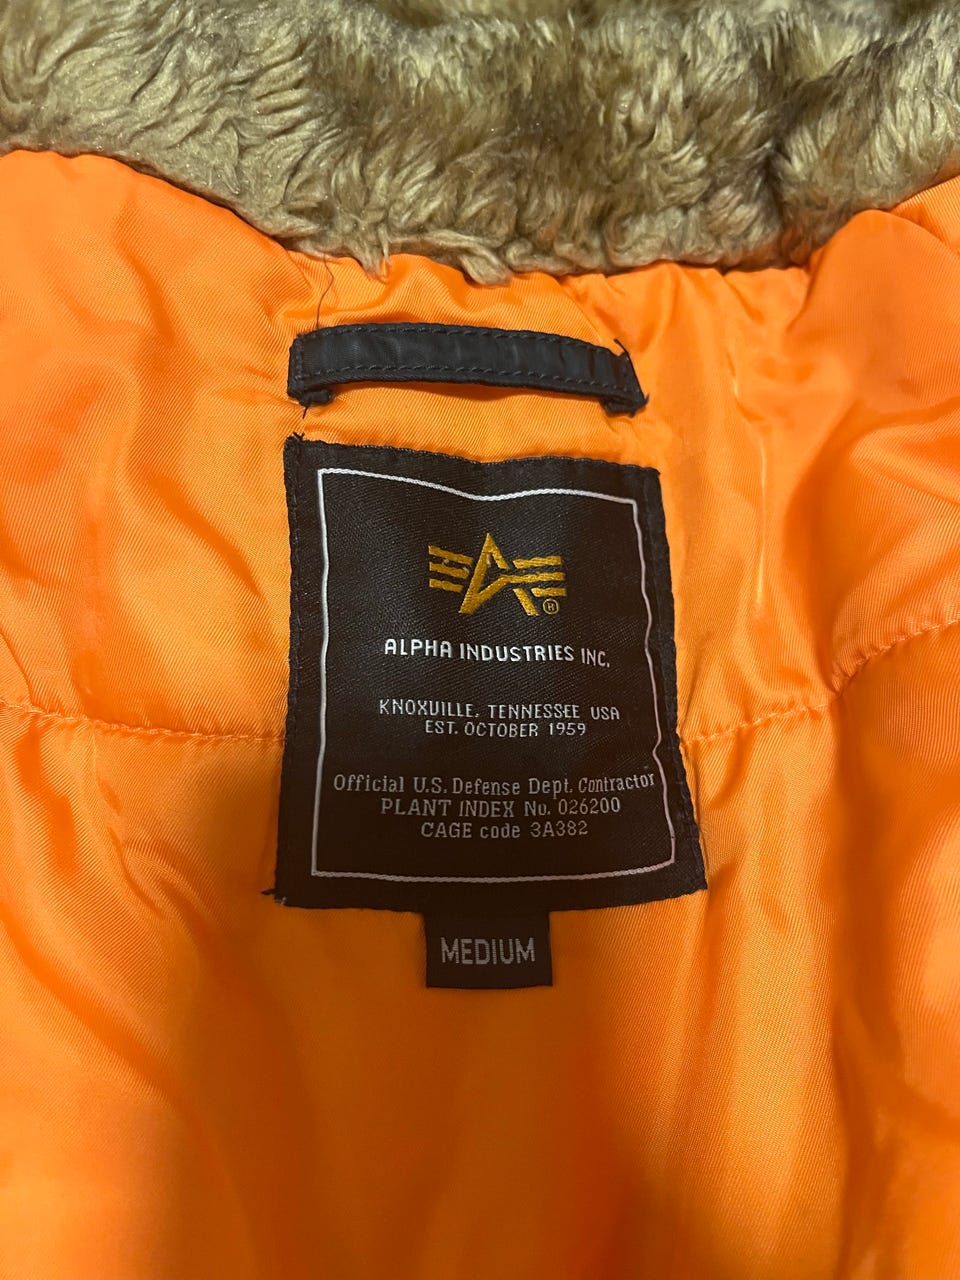 ALPHA INDUSTRIES INC.
KNOXVILLE, TENNESSEE USA
EST. OCTOBER 1959
Official U.S. Defense Dept. Contractor
PLANT INDEX No. 026200
CAGE code 3A382
MEDIUM